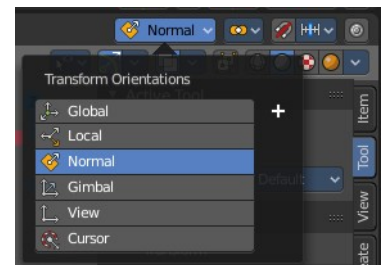 Normal
Transform Orientations
Active Tool
Global
Local
Normal
Gimbal
View
Cursor
Default
Item
Tool
View